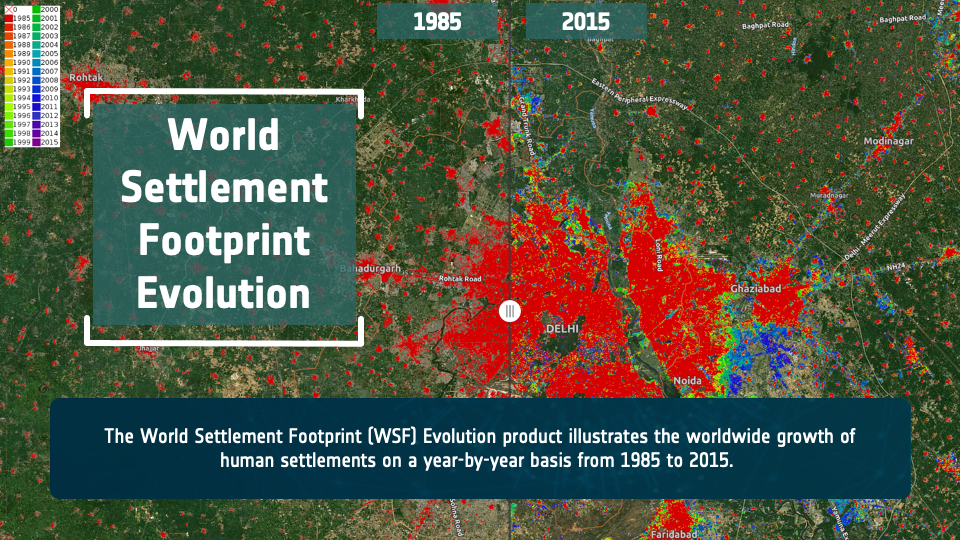 0 2000
1985 2001
1986 2002
1987 2003
1988 2004
1989 2005
1990 2006
1991 2007
1992 2008
1993 2009
1994 2010
1995 2011
1996 2012
1997 2013
1998 2014
1999 2015
1985
2015
Baghpat Road
Baghpat Road
Baghpat
Rohtak
Eastern Peripheral Expressway
Grand Trunk Road
Modinagar
Muradnagar
World
Settlement
Footprint
Evolution
Delhi - Meerut Expressway
Loni Road
NH24
Bahadurgarh
Rohtak Road
Ghaziabad
DELHI
Jhajjar
Noida
The World Settlement Footprint (WSF) Evolution product illustrates the worldwide growth of
human settlements on a year-by-year basis from 1985 to 2015.
Faridabad